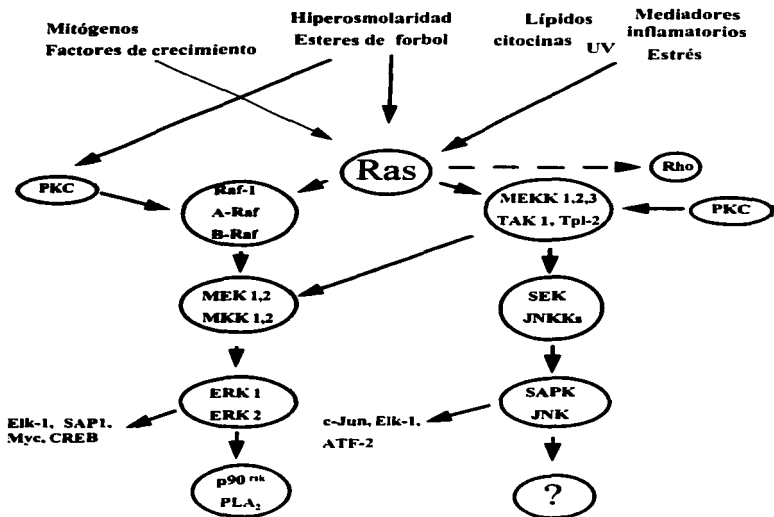 Mitógenos
Factores de crecimiento
Hiperosmolaridad
Esteres de forbol
Lípidos
citocinas
UV
Mediadores
inflamatorios
Estrés
PKC
Raf-1
A-Raf
B-Raf
Ras
Rho
MEKK 1,2,3
TAK 1, Tpl-2
PKC
MEK 1,2
MKK 1,2
SEK
JNKKs
ERK 1
ERK 2
Elk-1, SAP1,
Myc, CREB
SAPK
JNK
c-Jun, Elk-1,
ATF-2
p90 rsk
PLA₂
?